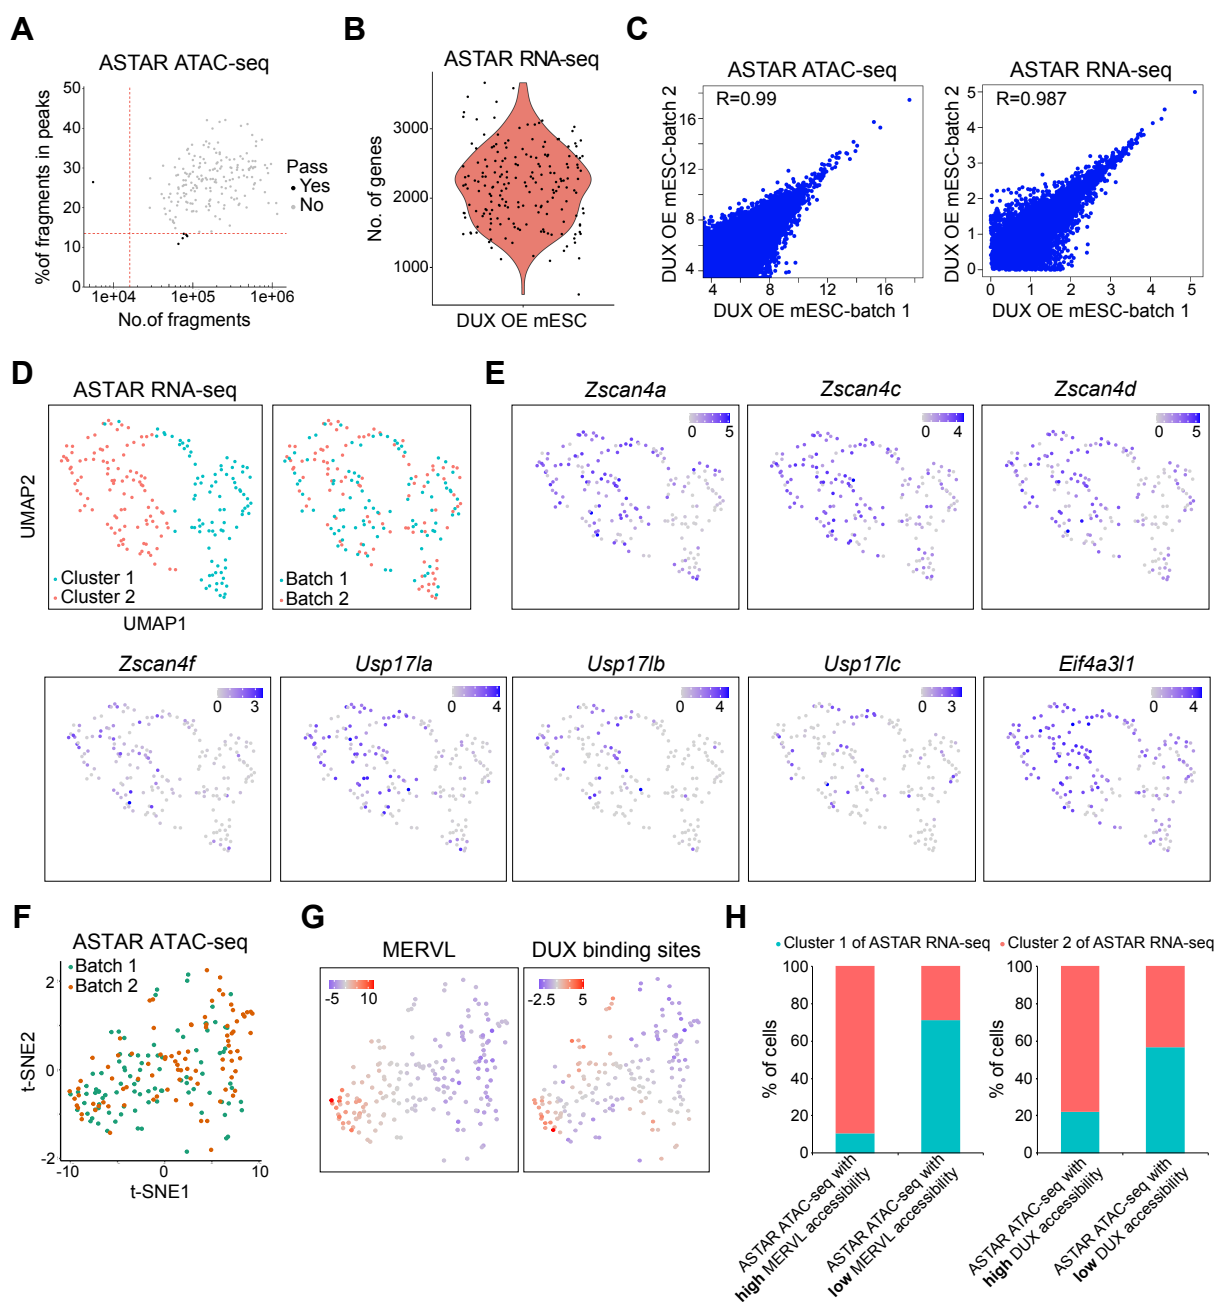 A
ASTAR ATAC-seq
50
40
30
20
10
0
%of fragments in peaks
1e+04
1e+05
1e+06
No.of fragments
Pass
Yes
No
B
ASTAR RNA-seq
3000
2000
1000
No. of genes
DUX OE mESC
C
ASTAR ATAC-seq
R=0.99
16
12
8
4
DUX OE mESC-batch 2
4
8
12
16
DUX OE mESC-batch 1
ASTAR RNA-seq
R=0.987
5
4
3
2
1
0
DUX OE mESC-batch 2
0
1
2
3
4
5
DUX OE mESC-batch 1
D
ASTAR RNA-seq
UMAP2
Cluster 1
Cluster 2
UMAP1
Batch 1
Batch 2
E
Zscan4a
0 5
Zscan4c
0 4
Zscan4d
0 5
Zscan4f
0 3
Usp17la
0 4
Usp17lb
0 4
Usp17lc
0 3
Eif4a3l1
0 4
F
ASTAR ATAC-seq
Batch 1
Batch 2
2
0
-2
t-SNE2
-10
0
10
t-SNE1
G
MERVL
-5 10
DUX binding sites
-2.5 5
H
Cluster 1 of ASTAR RNA-seq
Cluster 2 of ASTAR RNA-seq
100
80
60
40
20
0
% of cells
ASTAR ATAC-seq with
high MERVL accessibility
ASTAR ATAC-seq with
low MERVL accessibility
100
80
60
40
20
0
% of cells
ASTAR ATAC-seq with
high DUX accessibility
ASTAR ATAC-seq with
low DUX accessibility